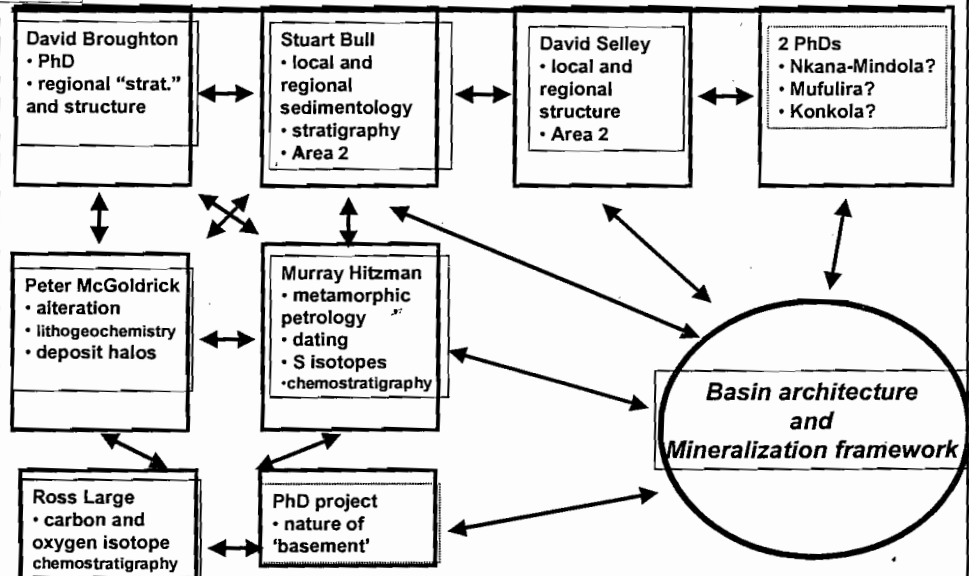 David Broughton
• PhD
• regional "strat."
and structure
Stuart Bull
• local and
regional
sedimentology
• stratigraphy
• Area 2
David Selley
• local and
regional
structure
• Area 2
2 PhDs
• Nkana-Mindola?
• Mufulira?
• Konkola?
Peter McGoldrick
• alteration
• lithogeochemistry
• deposit halos
Murray Hitzman
• metamorphic
petrology
• dating
• S isotopes
•chemostratigraphy
Basin architecture
and
Mineralization framework
Ross Large
• carbon and
oxygen isotope
chemostratigraphy
PhD project
• nature of
'basement'